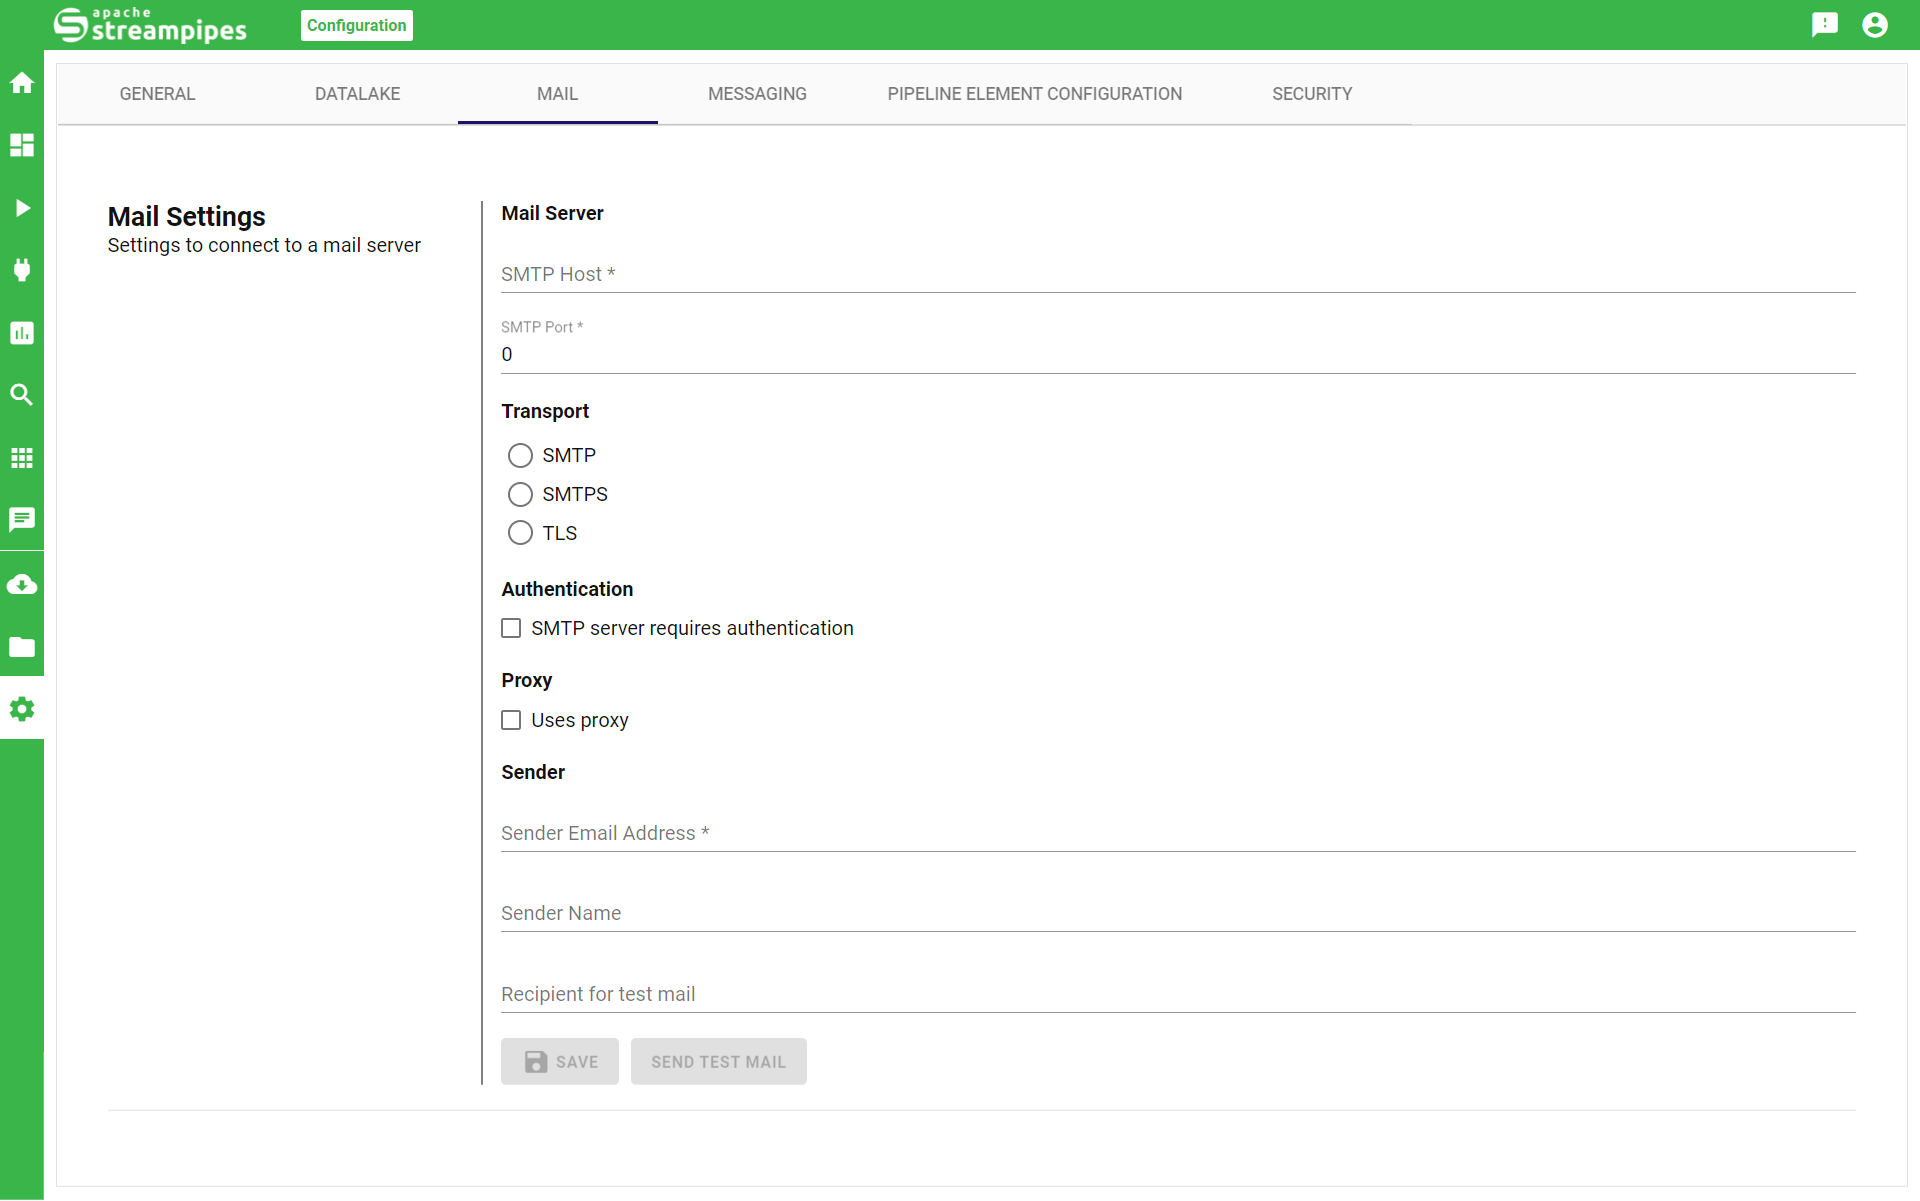 apache
streampipes
Configuration
GENERAL
DATALAKE
MAIL
MESSAGING
PIPELINE ELEMENT CONFIGURATION
SECURITY
Mail Settings
Settings to connect to a mail server
Mail Server
SMTP Host *
SMTP Port *
0
Transport
SMTP
SMTPS
TLS
Authentication
SMTP server requires authentication
Proxy
Uses proxy
Sender
Sender Email Address *
Sender Name
Recipient for test mail
SAVE
SEND TEST MAIL